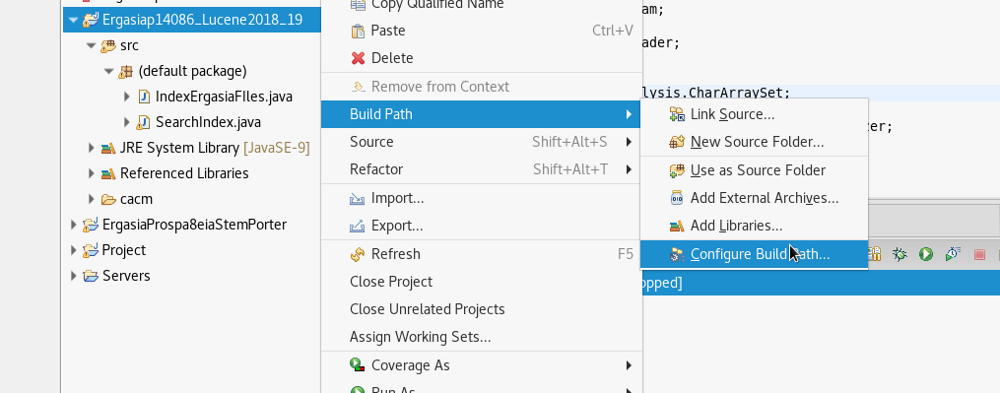 Ergasiap14086_Lucene2018_19
src
(default package)
IndexErgasiaFIles.java
SearchIndex.java
JRE System Library [JavaSE-9]
Referenced Libraries
cacm
ErgasiaProspa8eiaStemPorter
Project
Servers
Copy Qualified Name
Paste Ctrl+V
Delete
Remove from Context
Build Path
Source Shift+Alt+S
Refactor Shift+Alt+T
Import...
Export...
Refresh F5
Close Project
Close Unrelated Projects
Assign Working Sets...
Coverage As
Run As
am;
ader;
lysis.CharArraySet;
zer;
Link Source...
New Source Folder...
Use as Source Folder
Add External Archives...
Add Libraries...
Configure Build Path...
opped]